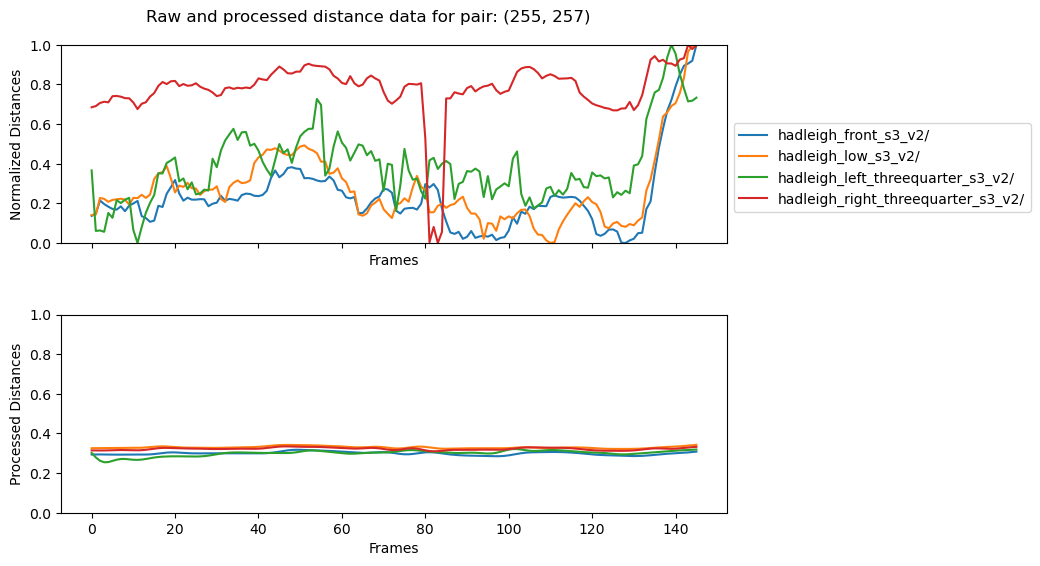 Raw and processed distance data for pair: (255, 257)
Normalized Distances
1.0
0.8
0.6
0.4
0.2
0.0
Frames
hadleigh_front_s3_v2/
hadleigh_low_s3_v2/
hadleigh_left_threequarter_s3_v2/
hadleigh_right_threequarter_s3_v2/
Processed Distances
1.0
0.8
0.6
0.4
0.2
0.0
0 20 40 60 80 100 120 140
Frames